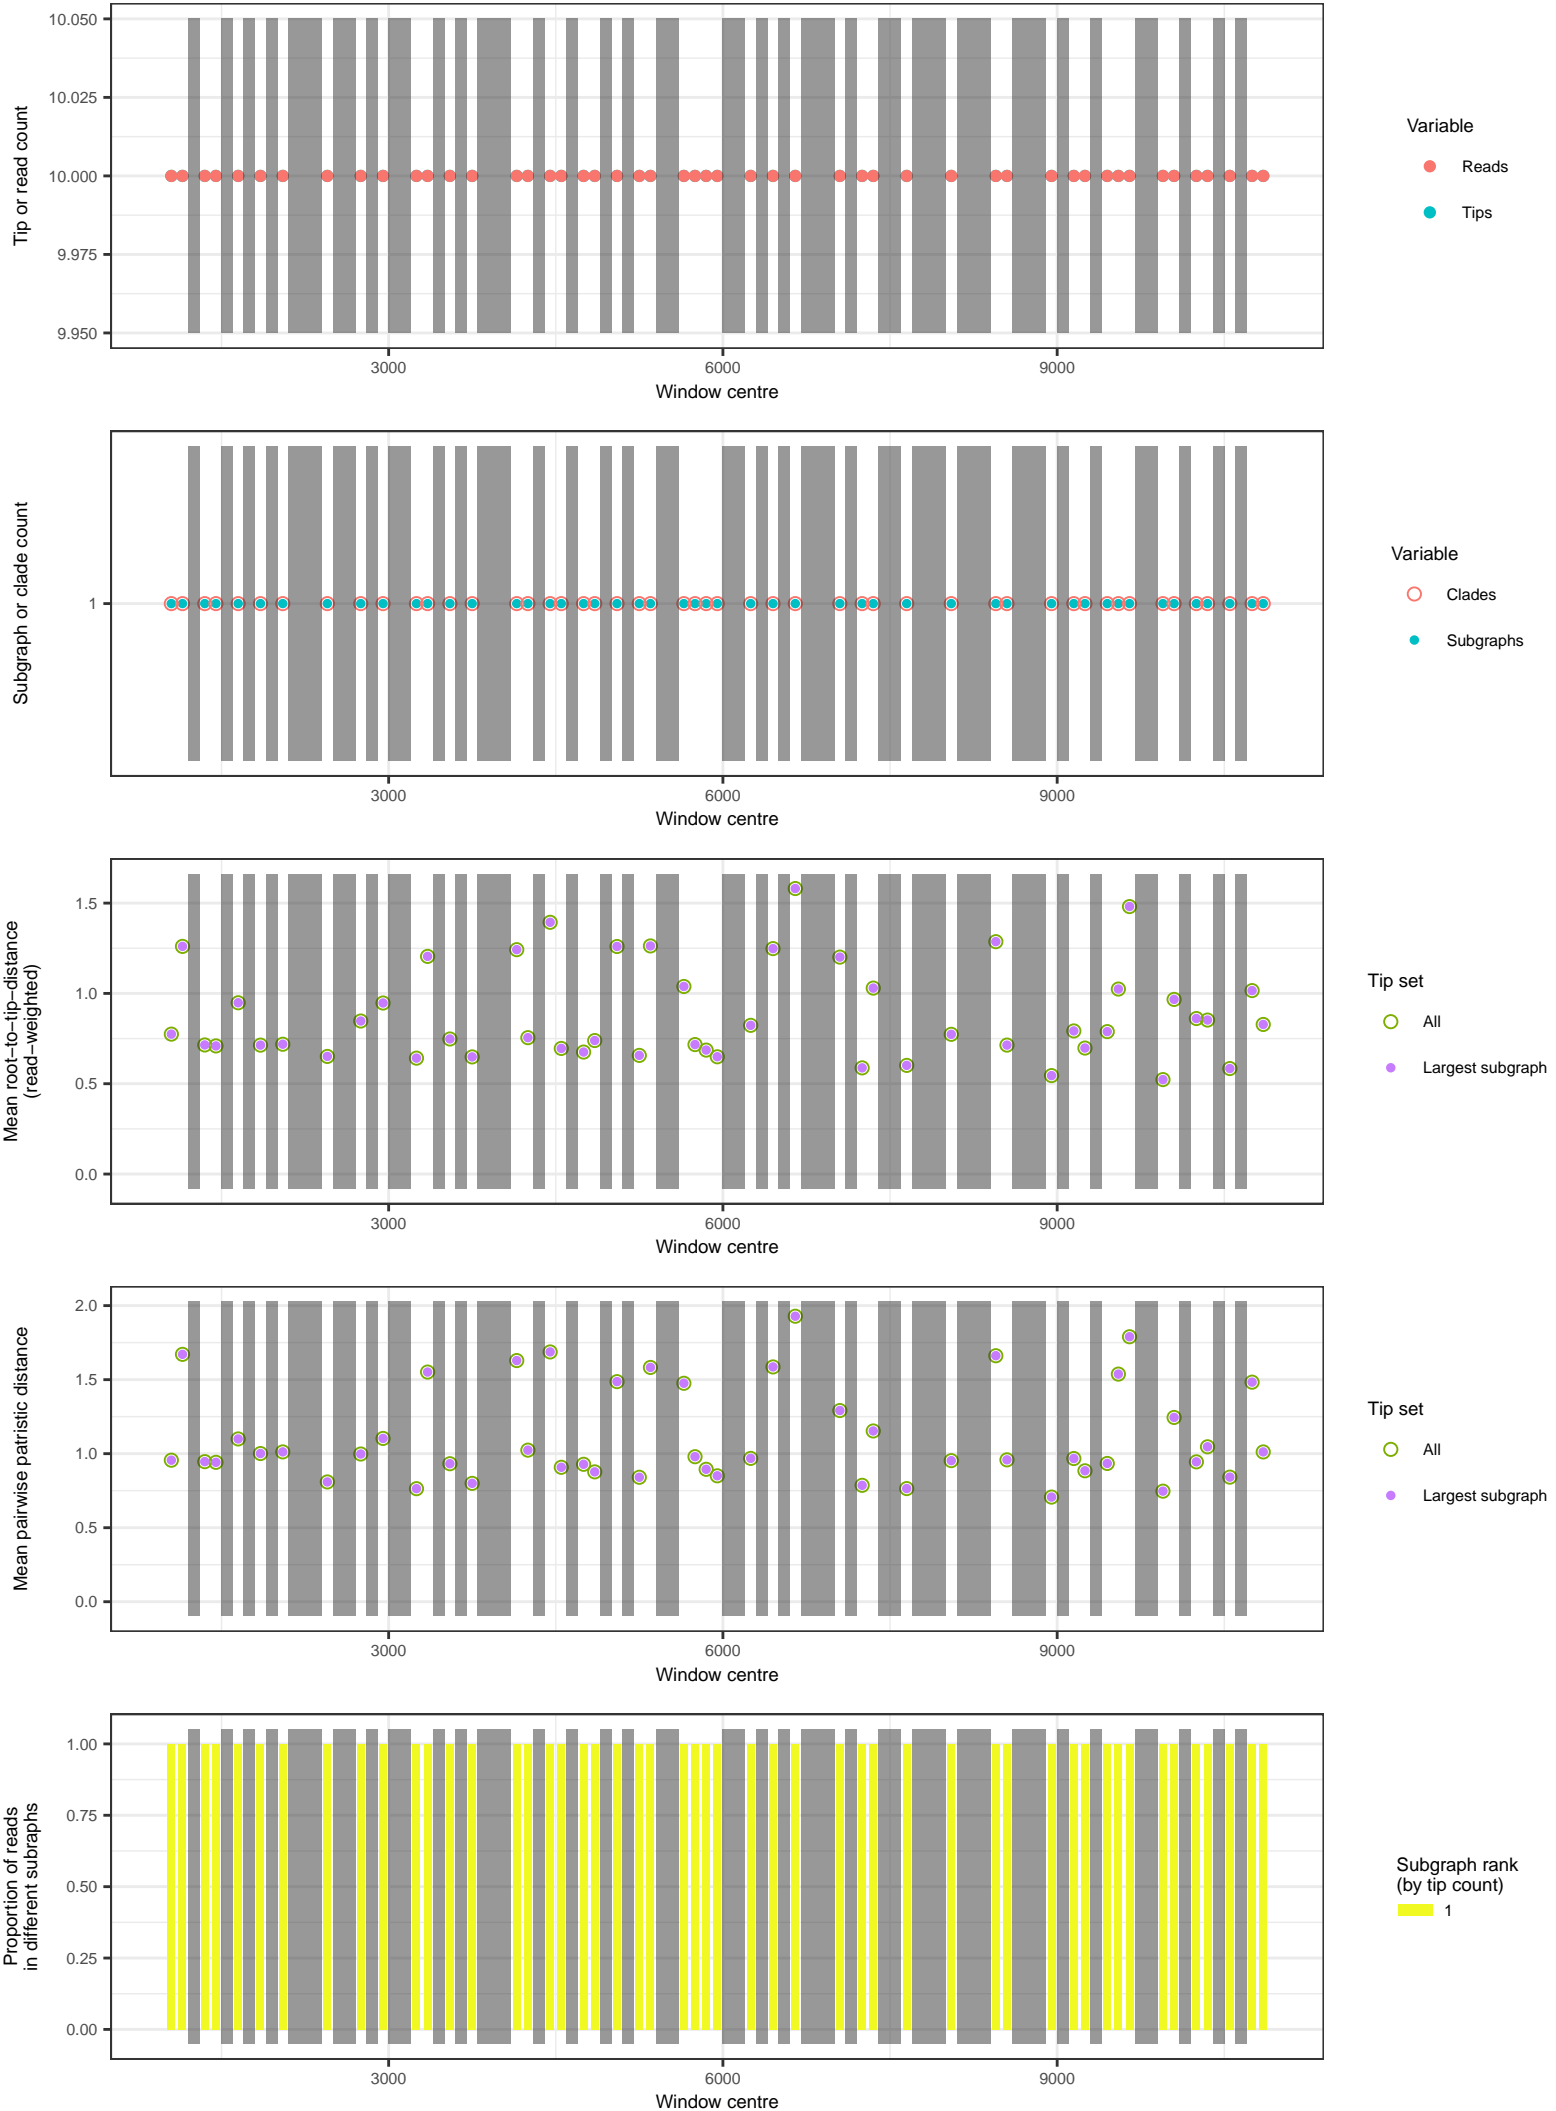 Tip or read count
10.050
10.025
10.000
9.975
9.950
3000 6000 9000
Window centre
Variable
Reads
Tips
Subgraph or clade count
1
3000 6000 9000
Window centre
Variable
Clades
Subgraphs
Mean root−to−tip−distance
(read−weighted)
1.5
1.0
0.5
0.0
3000 6000 9000
Window centre
Tip set
All
Largest subgraph
Mean pairwise patristic distance
2.0
1.5
1.0
0.5
0.0
3000 6000 9000
Window centre
Tip set
All
Largest subgraph
Proportion of reads
in different subraphs
1.00
0.75
0.50
0.25
0.00
3000 6000 9000
Window centre
Subgraph rank
(by tip count)
1